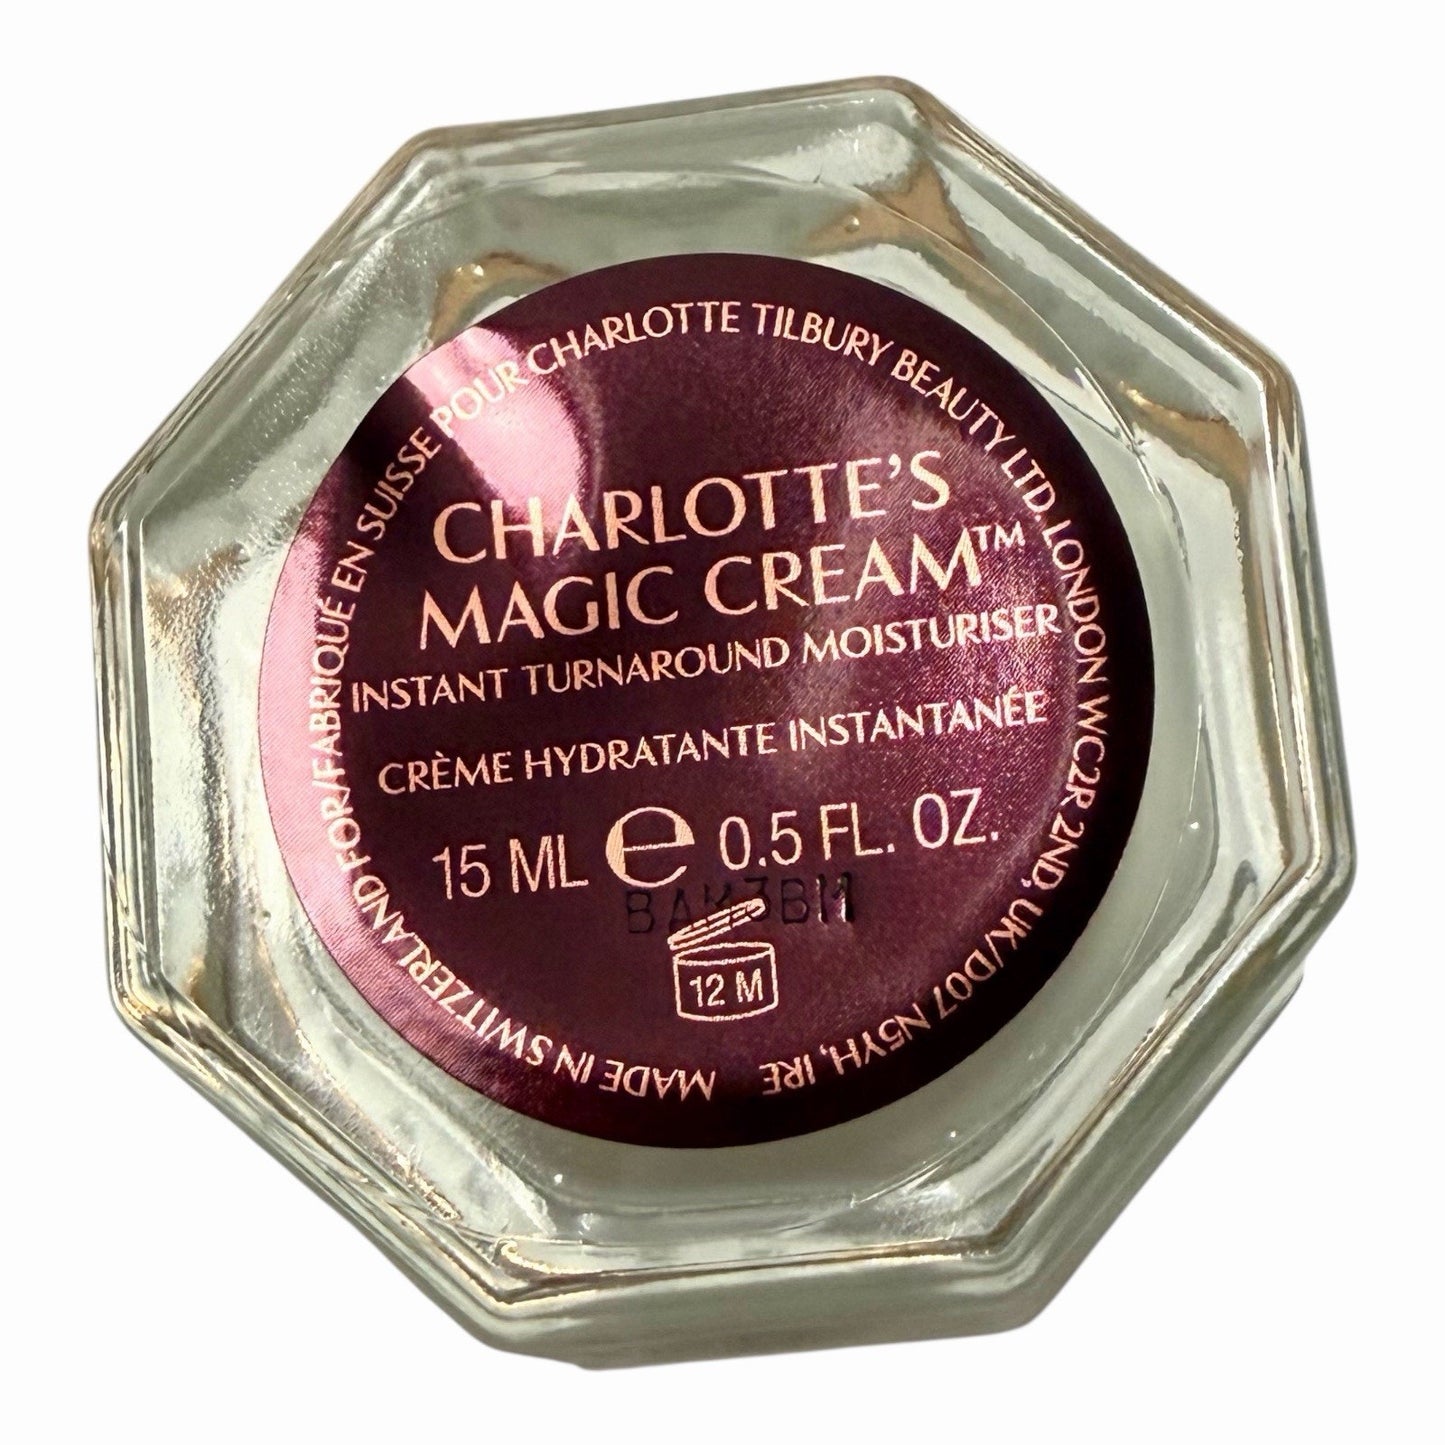 CHARLOTTE'S
MAGIC CREAM™
INSTANT TURNAROUND MOISTURISER
CRÈME HYDRATANTE INSTANTANÉE
15 ML ℮ 0.5 FL. OZ.
12 M
MADE IN SWITZERLAND FOR/FABRIQUÉ EN SUISSE POUR CHARLOTTE TILBURY BEAUTY LTD. LONDON WC2R 2ND, UK/D07 N5YH, IRE